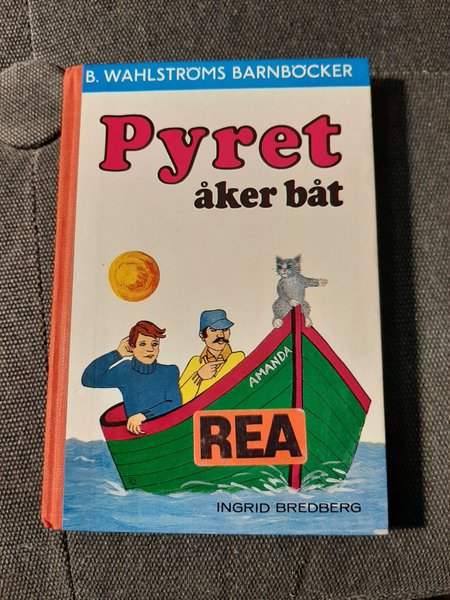 B. WAHLSTRÖMS BARNBÖCKER
Pyret
åker båt
AMANDA
REA
INGRID BREDBERG